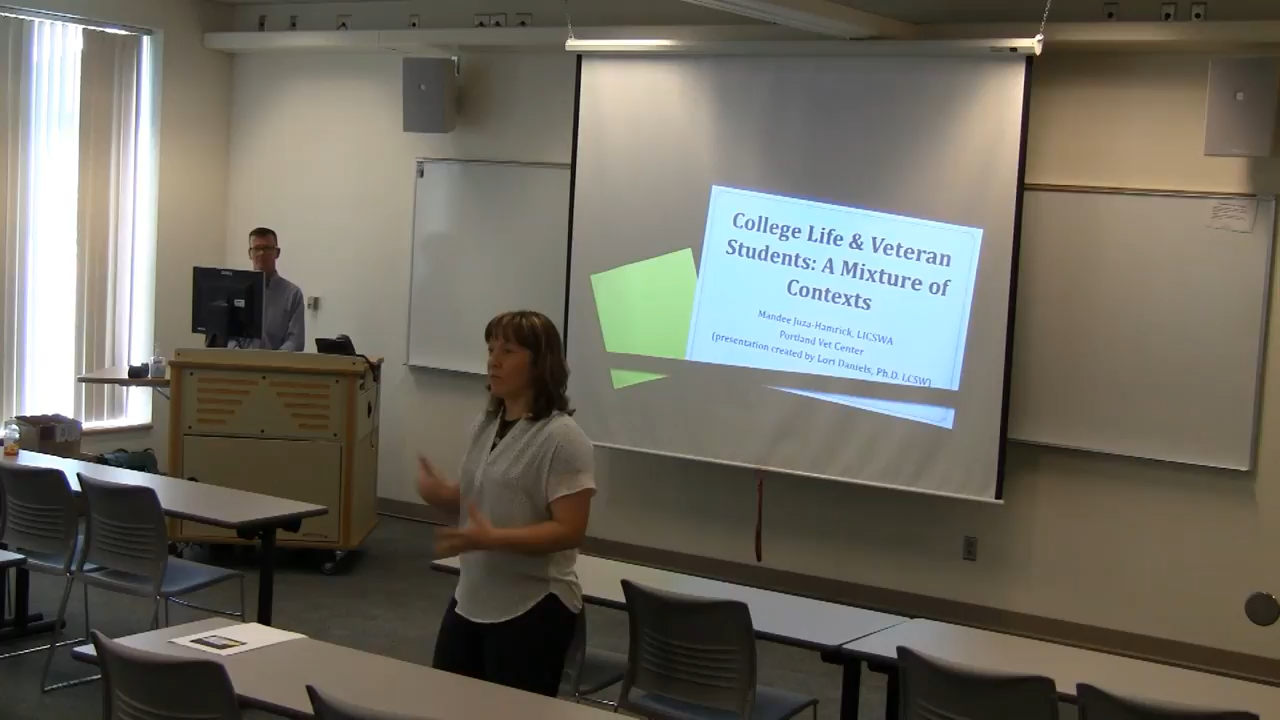 College Life & Veteran
Students: A Mixture of
Contexts
Mandee Juza-Hamrick, LICSWA
Portland Vet Center
(presentation created by Lori Daniels, Ph.D. LCSW)